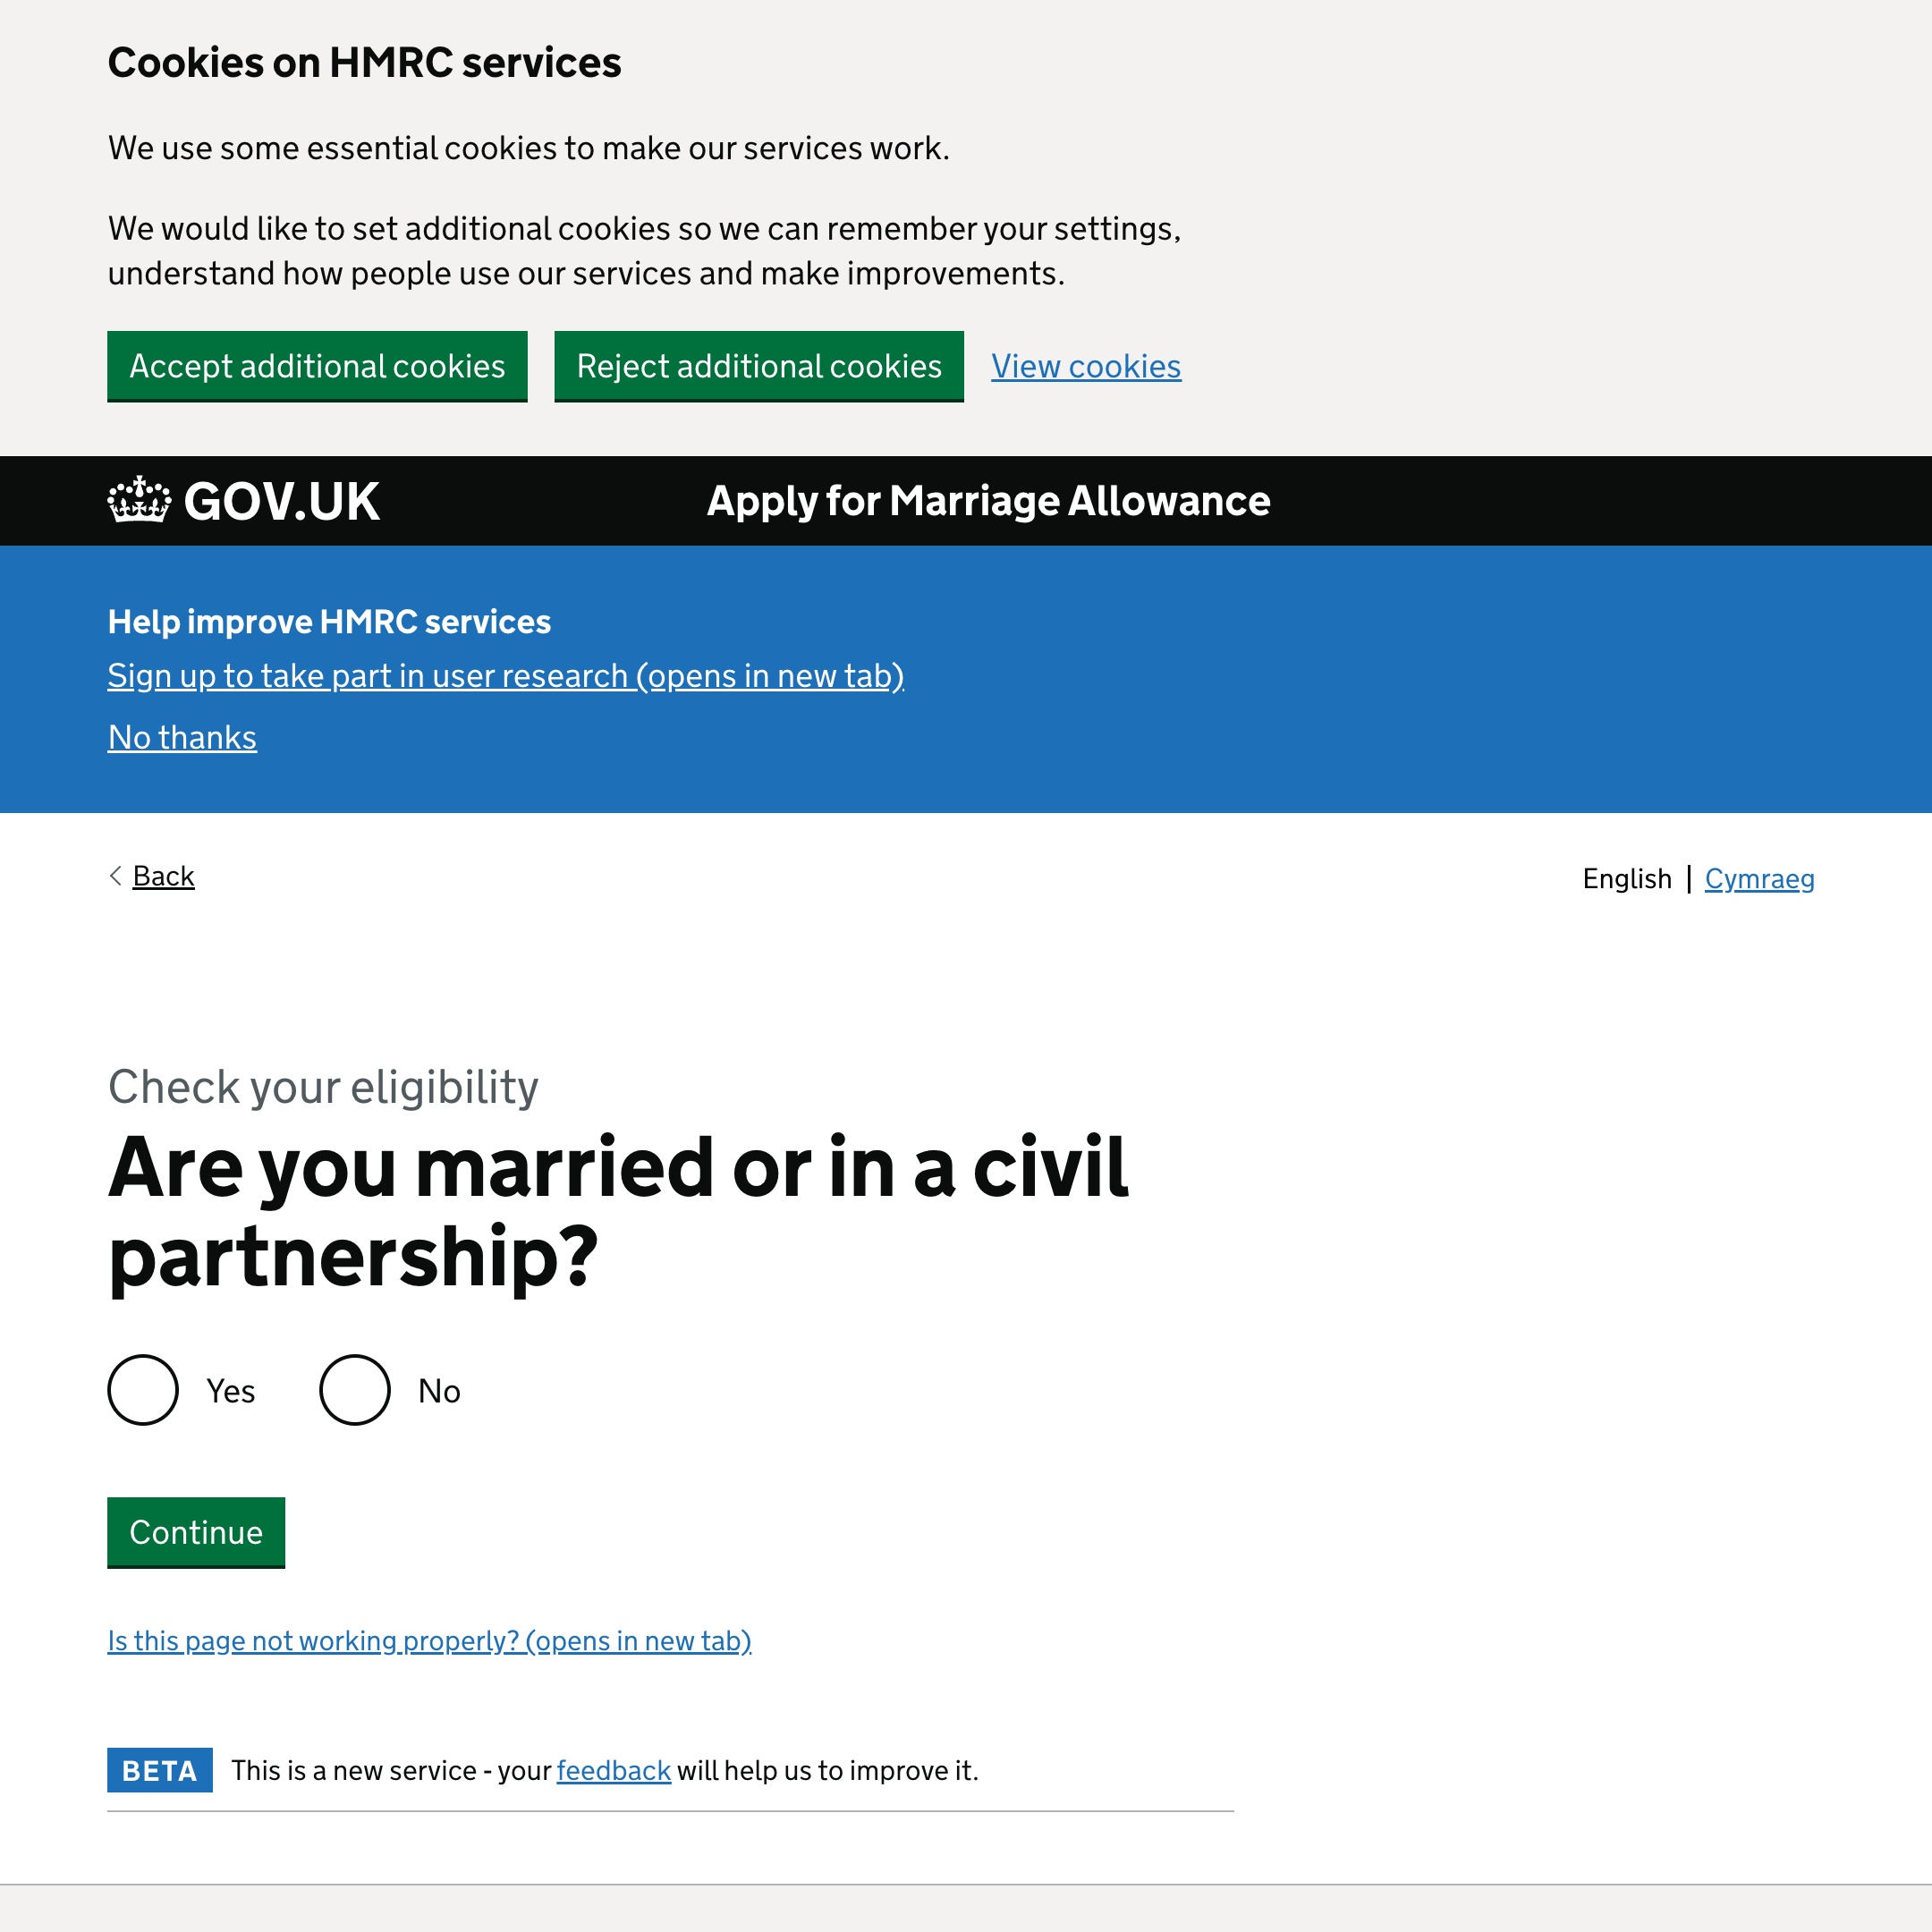 Cookies on HMRC services
We use some essential cookies to make our services work.
We would like to set additional cookies so we can remember your settings,
understand how people use our services and make improvements.
Accept additional cookies Reject additional cookies View cookies
GOV.UK Apply for Marriage Allowance
Help improve HMRC services
Sign up to take part in user research (opens in new tab)
No thanks
Back English | Cymraeg
Check your eligibility
Are you married or in a civil
partnership?
Yes No
Continue
Is this page not working properly? (opens in new tab)
BETA This is a new service - your feedback will help us to improve it.